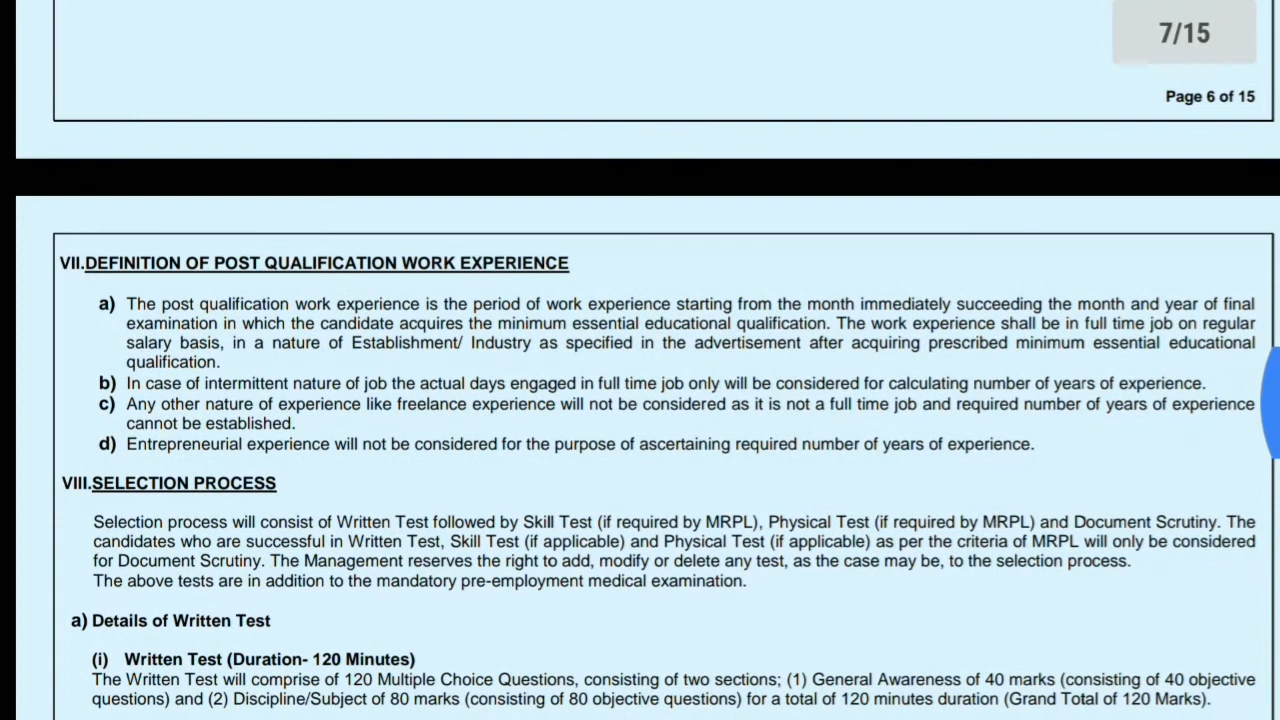 7/15
Page 6 of 15
VII.DEFINITION OF POST QUALIFICATION WORK EXPERIENCE
a) The post qualification work experience is the period of work experience starting from the month immediately succeeding the month and year of final
examination in which the candidate acquires the minimum essential educational qualification. The work experience shall be in full time job on regular
salary basis, in a nature of Establishment/ Industry as specified in the advertisement after acquiring prescribed minimum essential educational
qualification.
b) In case of intermittent nature of job the actual days engaged in full time job only will be considered for calculating number of years of experience.
c) Any other nature of experience like freelance experience will not be considered as it is not a full time job and required number of years of experience
cannot be established.
d) Entrepreneurial experience will not be considered for the purpose of ascertaining required number of years of experience.
VIII.SELECTION PROCESS
Selection process will consist of Written Test followed by Skill Test (if required by MRPL), Physical Test (if required by MRPL) and Document Scrutiny. The
candidates who are successful in Written Test, Skill Test (if applicable) and Physical Test (if applicable) as per the criteria of MRPL will only be considered
for Document Scrutiny. The Management reserves the right to add, modify or delete any test, as the case may be, to the selection process.
The above tests are in addition to the mandatory pre-employment medical examination.
a) Details of Written Test
(i) Written Test (Duration- 120 Minutes)
The Written Test will comprise of 120 Multiple Choice Questions, consisting of two sections; (1) General Awareness of 40 marks (consisting of 40 objective
questions) and (2) Discipline/Subject of 80 marks (consisting of 80 objective questions) for a total of 120 minutes duration (Grand Total of 120 Marks).